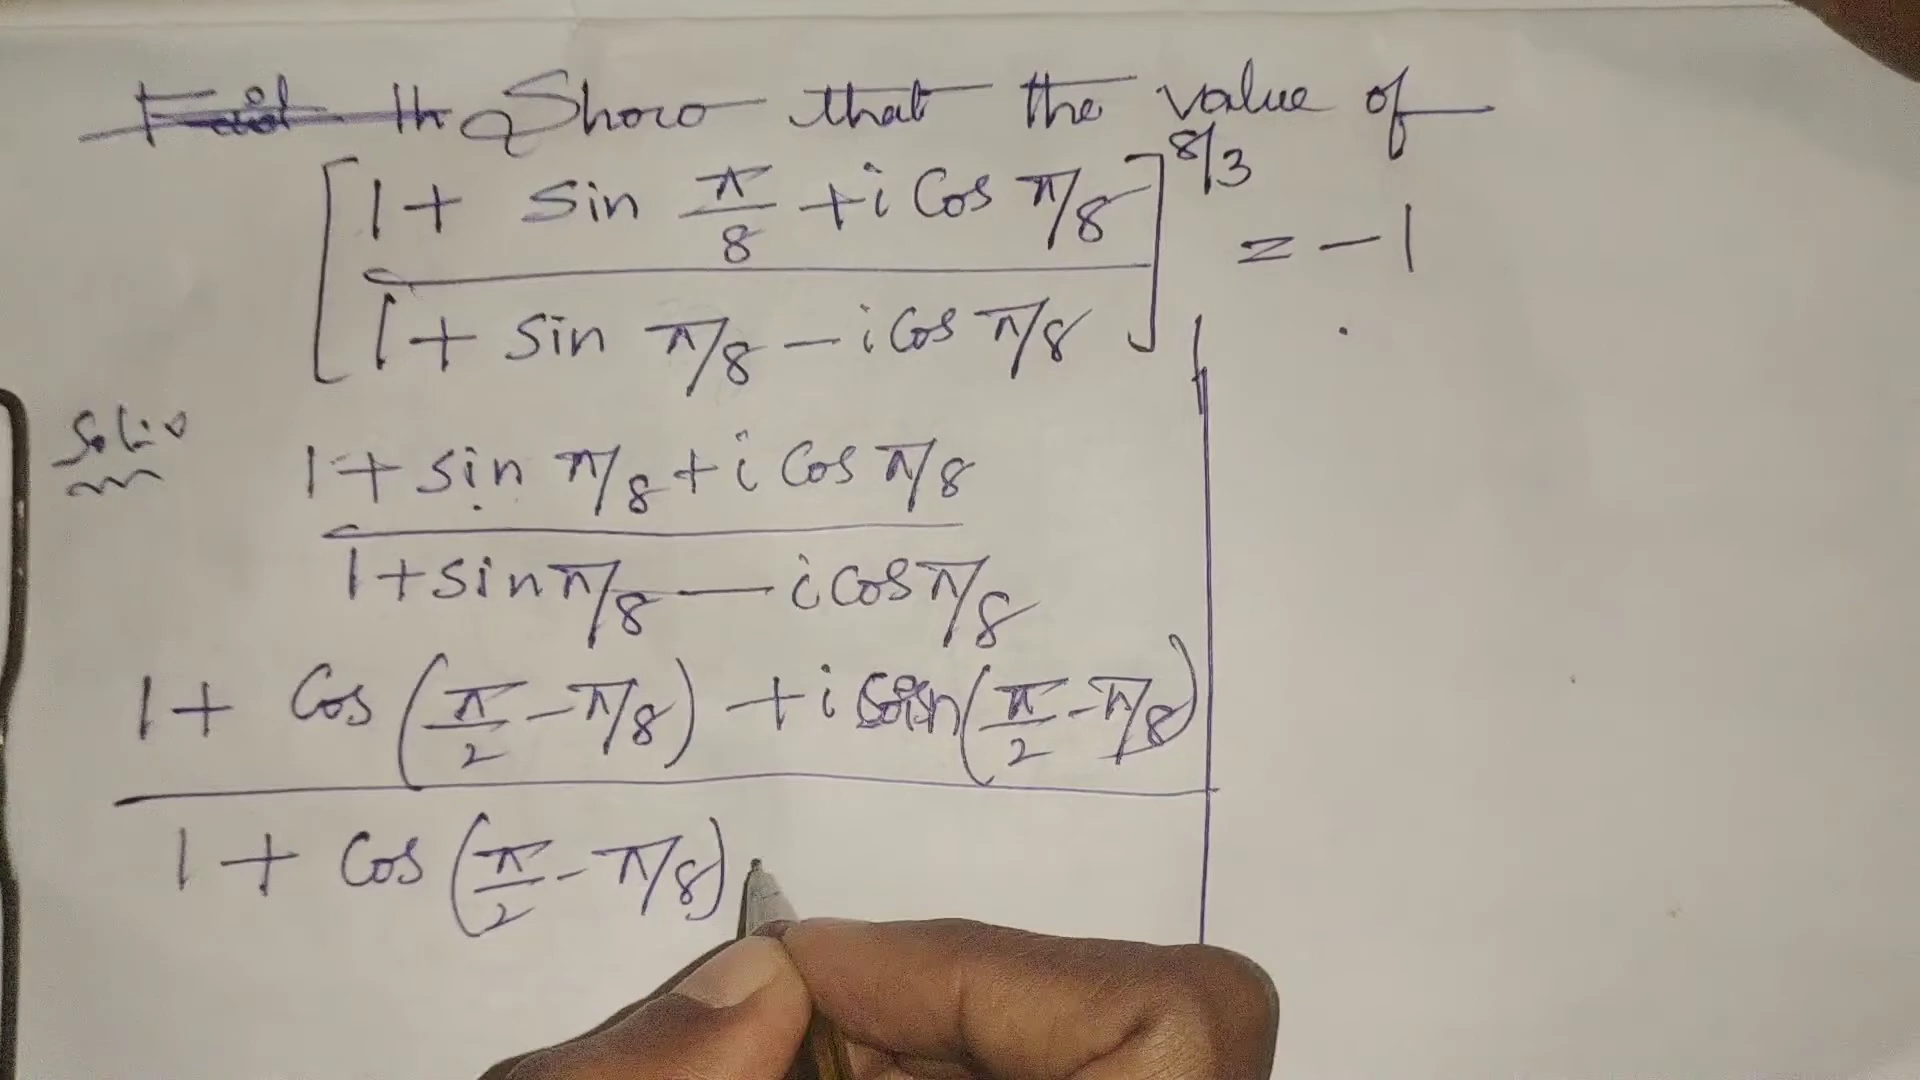 Show that the value of
[1 + sin π/8 + i Cos π/8 / 1 + sin π/8 - i Cos π/8]^8/3 = -1
1 + sin π/8 + i Cos π/8
1 + sin π/8 - i cos π/8
1 + Cos (π/2 - π/8) + i sin (π/2 - π/8)
1 + Cos (π/2 - π/8)